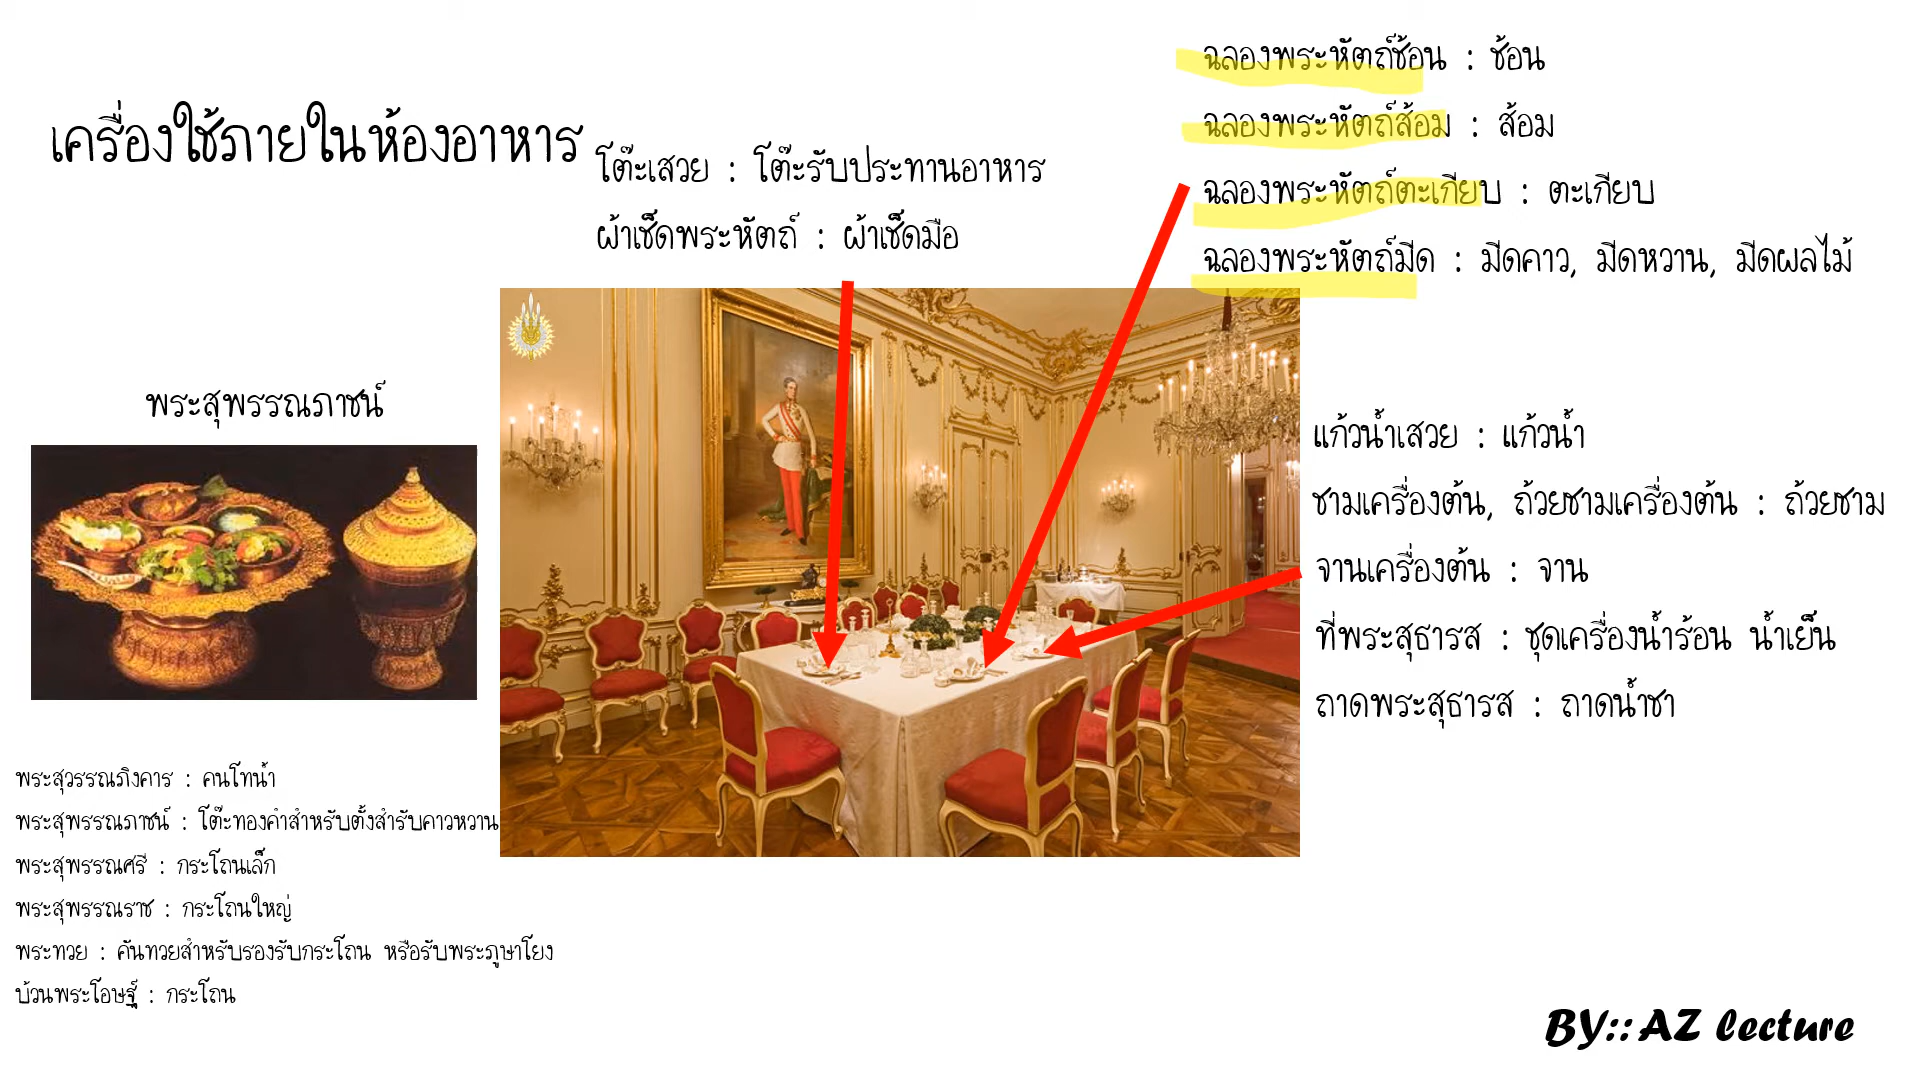 เครื่องใช้ภายในห้องอาหาร
โต๊ะเสวย : โต๊ะรับประทานอาหาร
ผ้าเช็ดพระหัตถ์ : ผ้าเช็ดมือ
ฉลองพระหัตถ์ช้อน : ช้อน
ฉลองพระหัตถ์ส้อม : ส้อม
ฉลองพระหัตถ์ตะเกียบ : ตะเกียบ
ฉลองพระหัตถ์มีด : มีดคาว, มีดหวาน, มีดผลไม้
พระสุพรรณภาชน์
แก้วน้ำเสวย : แก้วน้ำ
ชามเครื่องต้น, ถ้วยชามเครื่องต้น : ถ้วยชาม
จานเครื่องต้น : จาน
ที่พระสุธารส : ชุดเครื่องน้ำร้อน น้ำเย็น
ถาดพระสุธารส : ถาดน้ำชา
พระสุวรรณภิงคาร : คนโทน้ำ
พระสุพรรณภาชน์ : โต๊ะทองคำสำหรับตั้งสำรับคาวหวาน
พระสุพรรณศรี : กระโถนเล็ก
พระสุพรรณราช : กระโถนใหญ่
พระทวย : คันทวยสำหรับรองรับกระโถน หรือรับพระภูษาโยง
บ้วนพระโอษฐ์ : กระโถน
BY:: AZ lecture